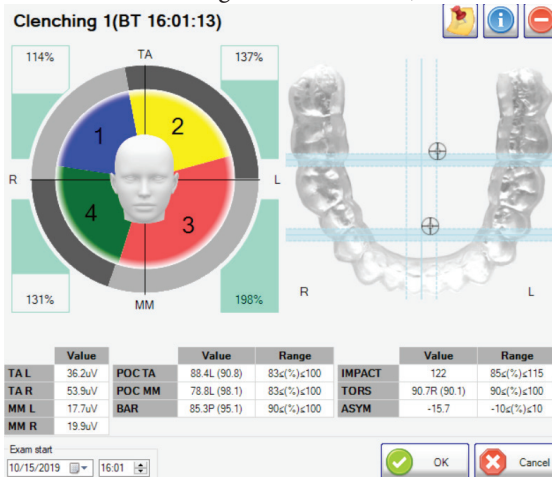 Clenching 1(BT 16:01:13)
114% TA 137%
1 2
R L
4 3
131% MM 198%
R L
Value Value Range Value Range
TA L 36.2uV POC TA 88.4L (90.8) 83≤(%)≤100 IMPACT 122 85≤(%)≤115
TA R 53.9uV POC MM 78.8L (98.1) 83≤(%)≤100 TORS 90.7R (90.1) 90≤(%)≤100
MM L 17.7uV BAR 85.3P (95.1) 90≤(%)≤100 ASYM -15.7 -10≤(%)≤10
MM R 19.9uV
Exam start
10/15/2019 16:01 OK Cancel